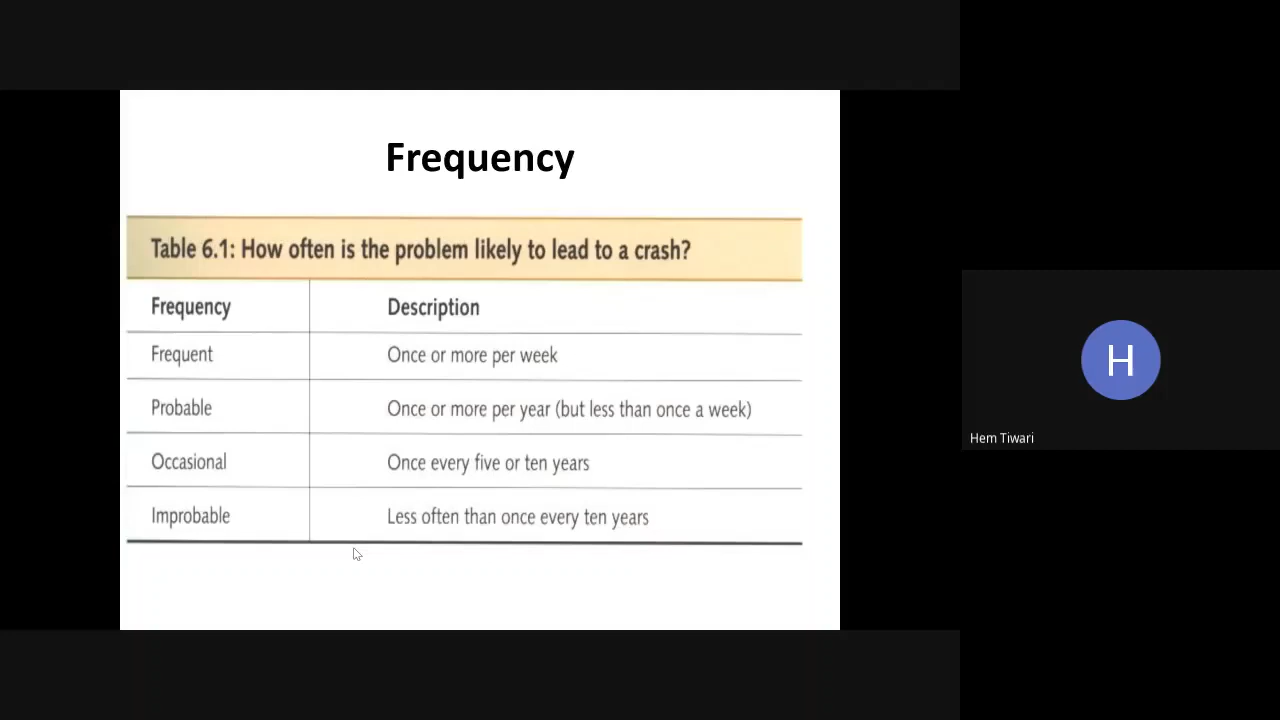 Frequency
Table 6.1: How often is the problem likely to lead to a crash?
Frequency Description
Frequent Once or more per week
Probable Once or more per year (but less than once a week)
Occasional Once every five or ten years
Improbable Less often than once every ten years
H
Hem Tiwari